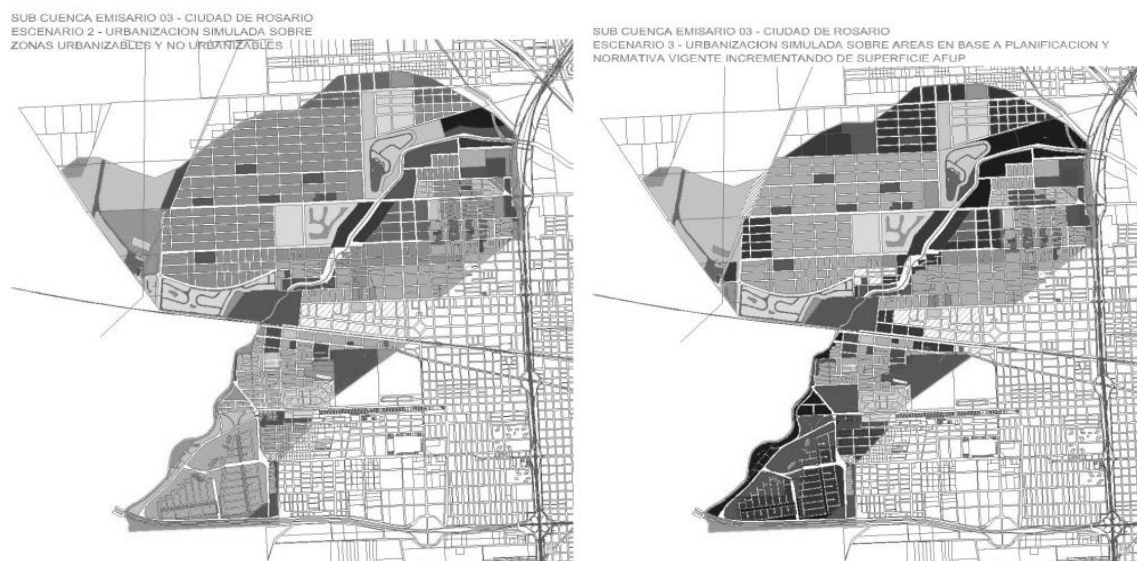 SUB CUENCA EMISARIO 03 - CIUDAD DE ROSARIO
ESCENARIO 2 - URBANIZACION SIMULADA SOBRE
ZONAS URBANIZABLES Y NO URBANIZABLES
SUB CUENCA EMISARIO 03 - CIUDAD DE ROSARIO
ESCENARIO 3 - URBANIZACION SIMULADA SOBRE AREAS EN BASE A PLANIFICACION Y
NORMATIVA VIGENTE INCREMENTANDO DE SUPERFICIE AFUP